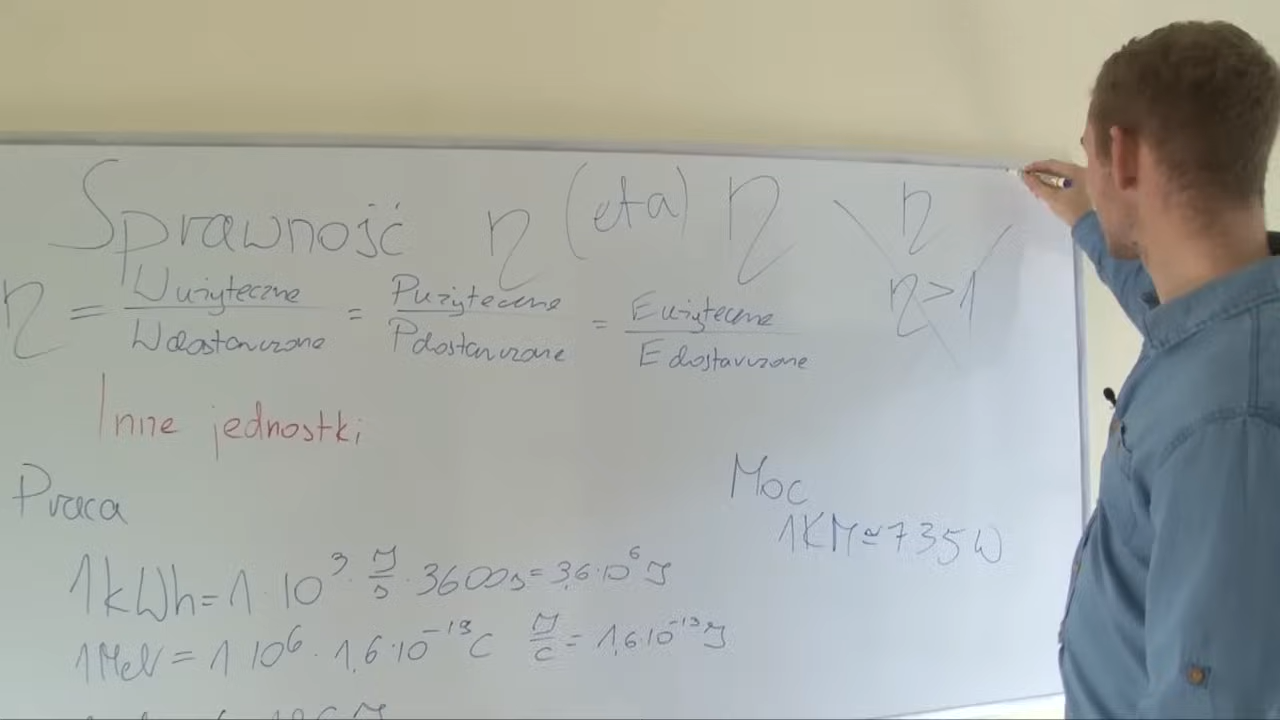 Sprawność η (eta) η η
η = Wużyteczne / Wdostarczone = Pużyteczne / Pdostarczone = Eużyteczne / Edostarczone
η > 1
Inne jednostki
Praca
Moc
1KM ≃ 735W
1kWh = 1 · 10³ · J/s · 3600s = 3,6·10⁶ J
1MeV = 1 10⁶ · 1,6·10⁻¹⁹ C J/C = 1,6·10⁻¹³ J